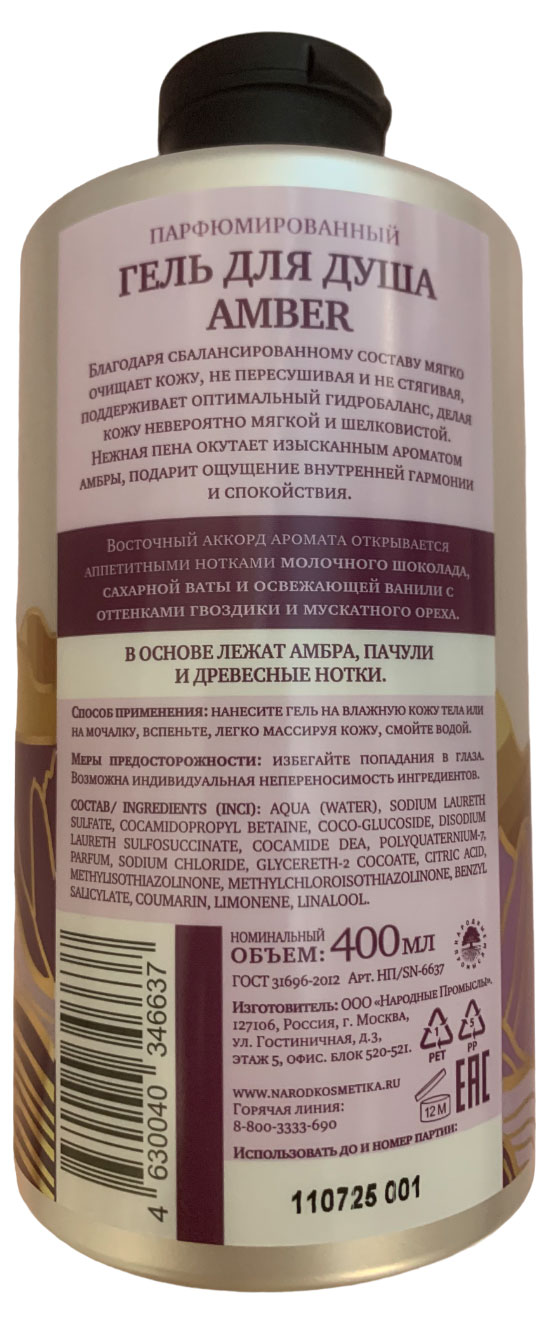 ПАРФЮМИРОВАННЫЙ
ГЕЛЬ ДЛЯ ДУША
AMBER
БЛАГОДАРЯ СБАЛАНСИРОВАННОМУ СОСТАВУ МЯГКО
ОЧИЩАЕТ КОЖУ, НЕ ПЕРЕСУШИВАЯ И НЕ СТЯГИВАЯ,
ПОДДЕРЖИВАЕТ ОПТИМАЛЬНЫЙ ГИДРОБАЛАНС, ДЕЛАЯ
КОЖУ НЕВЕРОЯТНО МЯГКОЙ И ШЕЛКОВИСТОЙ.
НЕЖНАЯ ПЕНА ОКУТАЕТ ИЗЫСКАННЫМ АРОМАТОМ
АМБРЫ, ПОДАРИТ ОЩУЩЕНИЕ ВНУТРЕННЕЙ ГАРМОНИИ
И СПОКОЙСТВИЯ.
ВОСТОЧНЫЙ АККОРД АРОМАТА ОТКРЫВАЕТСЯ
АППЕТИТНЫМИ НОТКАМИ МОЛОЧНОГО ШОКОЛАДА,
САХАРНОЙ ВАТЫ И ОСВЕЖАЮЩЕЙ ВАНИЛИ С
ОТТЕНКАМИ ГВОЗДИКИ И МУСКАТНОГО ОРЕХА.
В ОСНОВЕ ЛЕЖАТ АМБРА, ПАЧУЛИ
И ДРЕВЕСНЫЕ НОТКИ.
СПОСОБ ПРИМЕНЕНИЯ: НАНЕСИТЕ ГЕЛЬ НА ВЛАЖНУЮ КОЖУ ТЕЛА ИЛИ
НА МОЧАЛКУ, ВСПЕНЬТЕ, ЛЕГКО МАССИРУЯ КОЖУ, СМОЙТЕ ВОДОЙ.
МЕРЫ ПРЕДОСТОРОЖНОСТИ: ИЗБЕГАЙТЕ ПОПАДАНИЯ В ГЛАЗА.
ВОЗМОЖНА ИНДИВИДУАЛЬНАЯ НЕПЕРЕНОСИМОСТЬ ИНГРЕДИЕНТОВ.
СОСТАВ/ INGREDIENTS (INCI): AQUA (WATER), SODIUM LAURETH
SULFATE, COCAMIDOPROPYL BETAINE, COCO-GLUCOSIDE, DISODIUM
LAURETH SULFOSUCCINATE, COCAMIDE DEA, POLYQUATERNIUM-7,
PARFUM, SODIUM CHLORIDE, GLYCERETH-2 COCOATE, CITRIC ACID,
METHYLISOTHIAZOLINONE, METHYLCHLOROISOTHIAZOLINONE, BENZYL
SALICYLATE, COUMARIN, LIMONENE, LINALOOL.
НОМИНАЛЬНЫЙ
ОБЪЕМ: 400МЛ
ГОСТ 31696-2012 АРТ. НП/SN-6637
ИЗГОТОВИТЕЛЬ: ООО «НАРОДНЫЕ ПРОМЫСЛЫ»,
127106, РОССИЯ, Г. МОСКВА,
УЛ. ГОСТИНИЧНАЯ, Д.3,
ЭТАЖ 5, ОФИС. БЛОК 520-521.
1
PET
5
PP
WWW.NARODKOSMETIKA.RU
ГОРЯЧАЯ ЛИНИЯ:
8-800-3333-690
12 М
EAC
ИСПОЛЬЗОВАТЬ ДО И НОМЕР ПАРТИИ:
110725 001
4 630040 346637